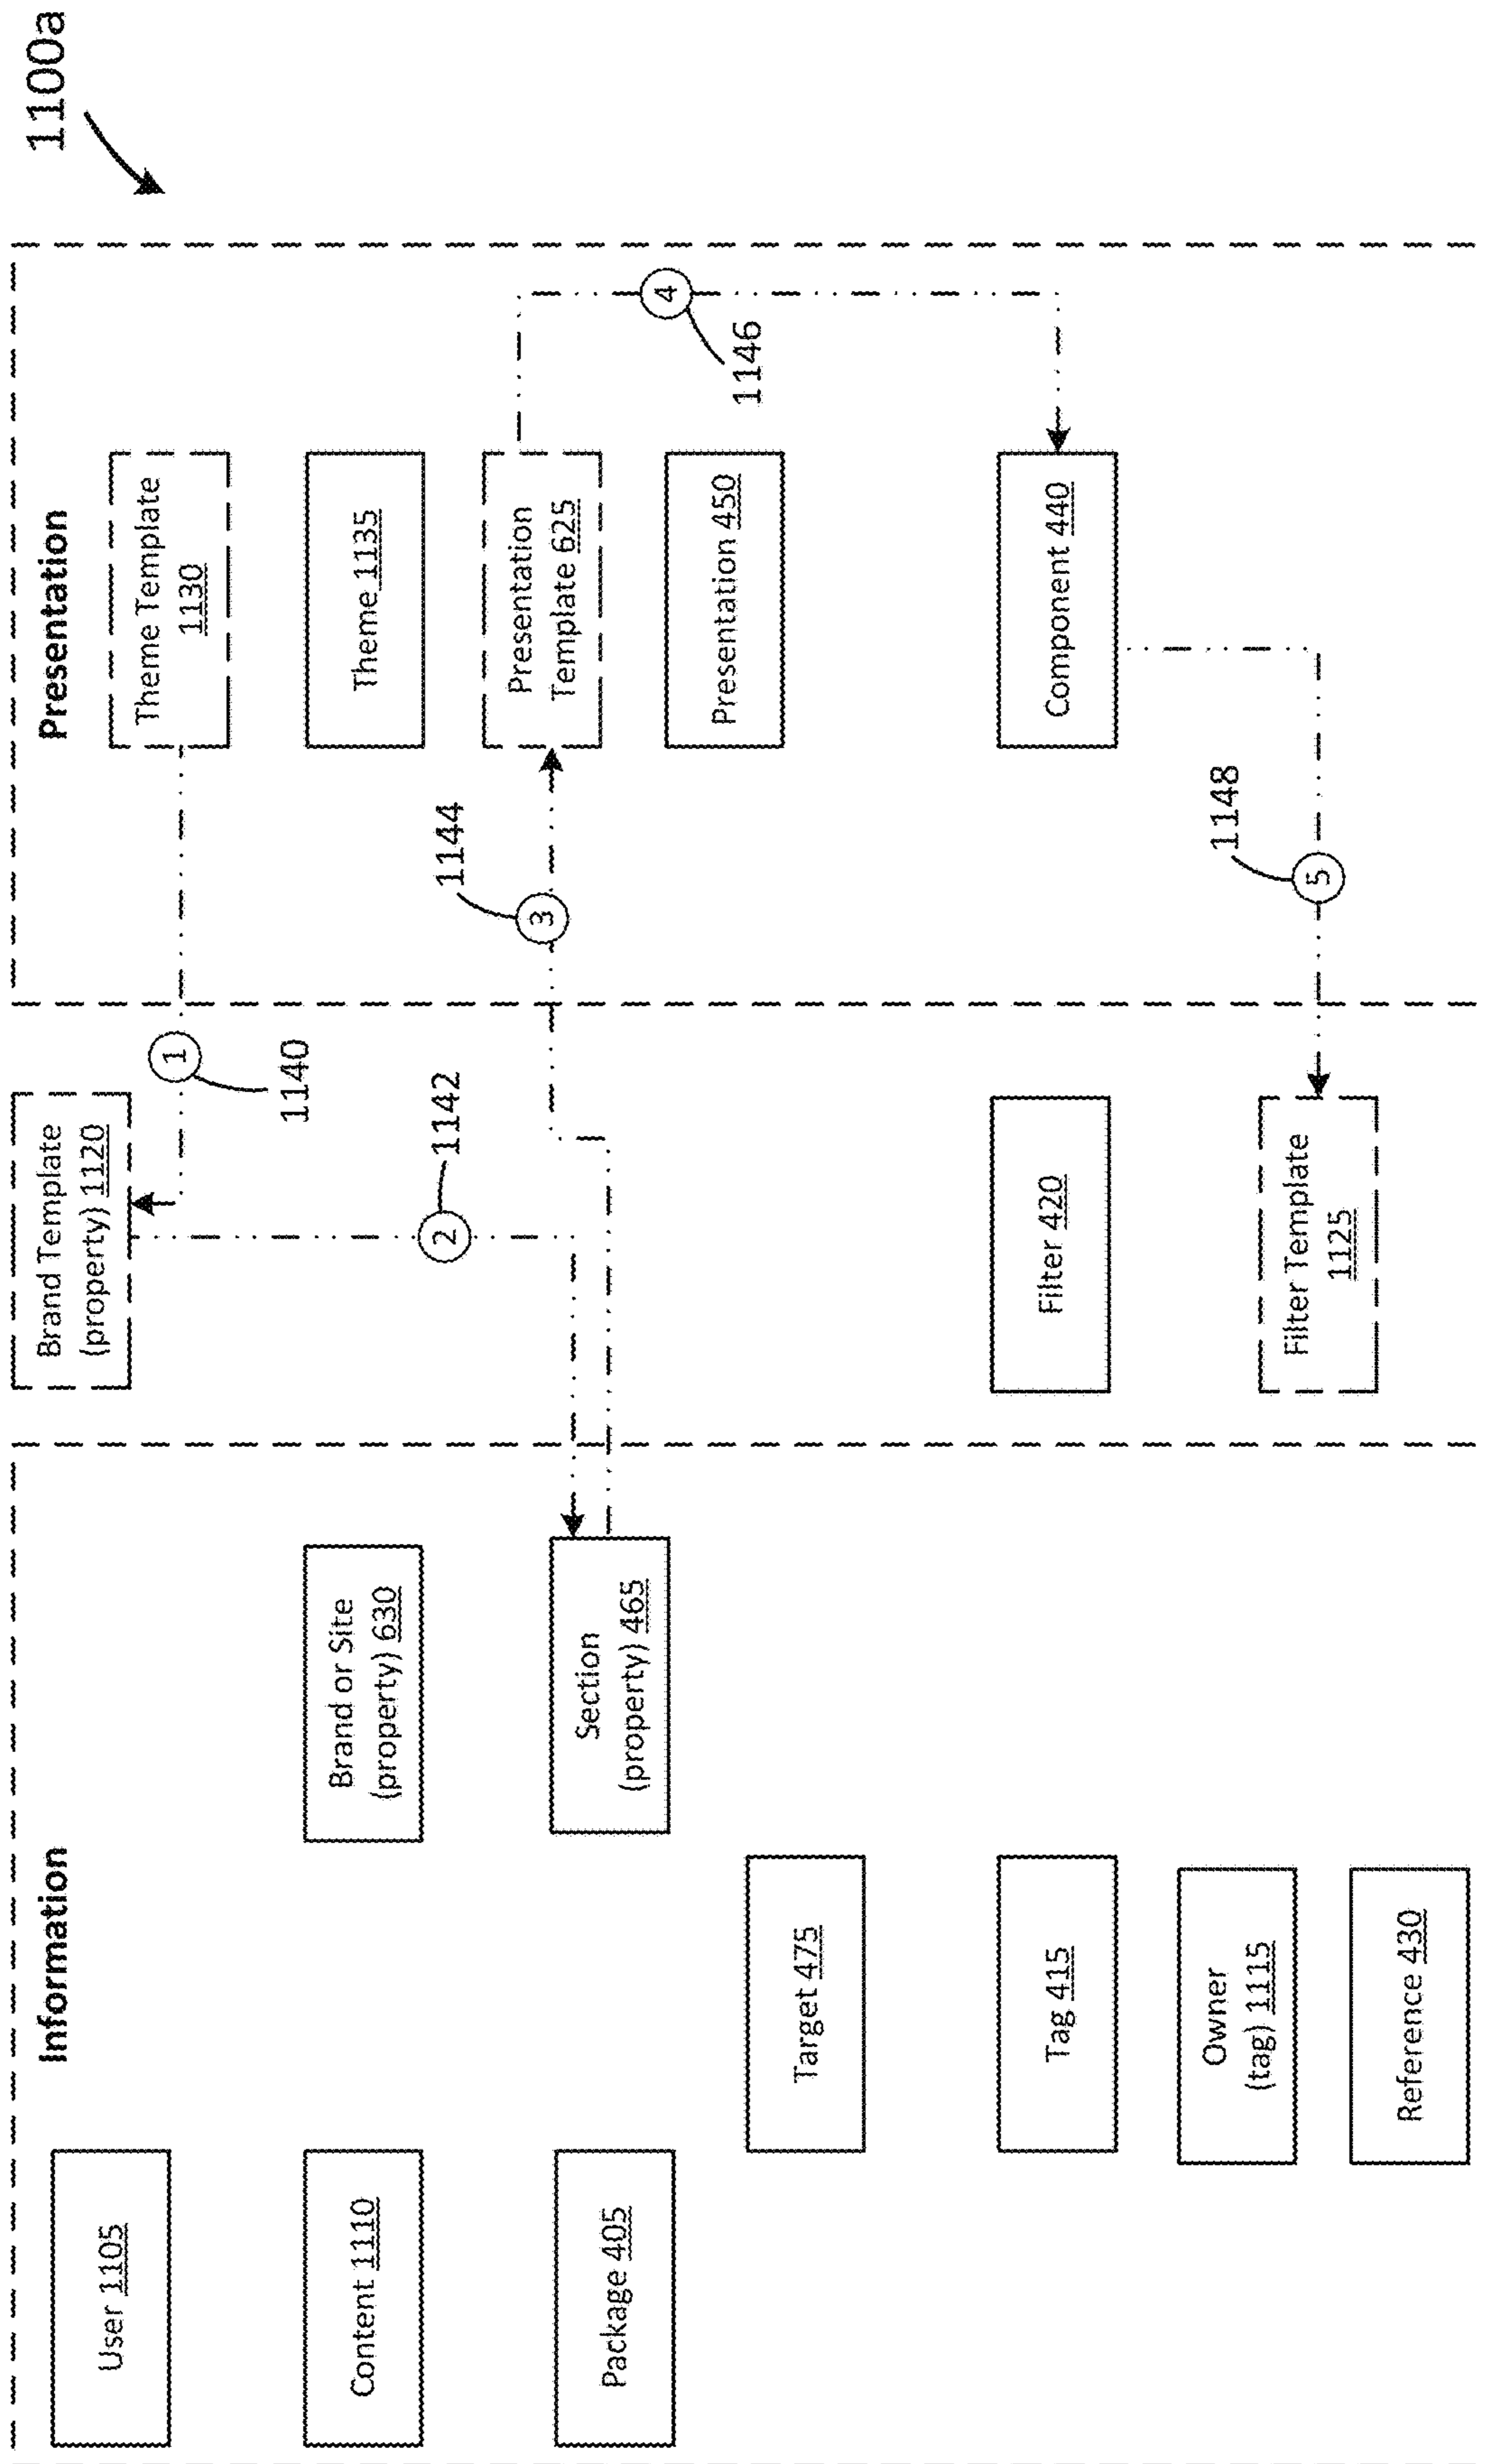 1100a
Information
Presentation
User 1105
Brand Template
(property) 1120
1
1140
Theme Template
1130
Content 1110
Brand or Site
(property) 630
2
1142
Theme 1135
Package 405
Section
(property) 465
3
1144
Presentation
Template 625
4
1146
Target 475
Presentation 450
Tag 415
Filter 420
Component 440
Owner
(tag) 1115
5
1148
Filter Template
1125
Reference 430